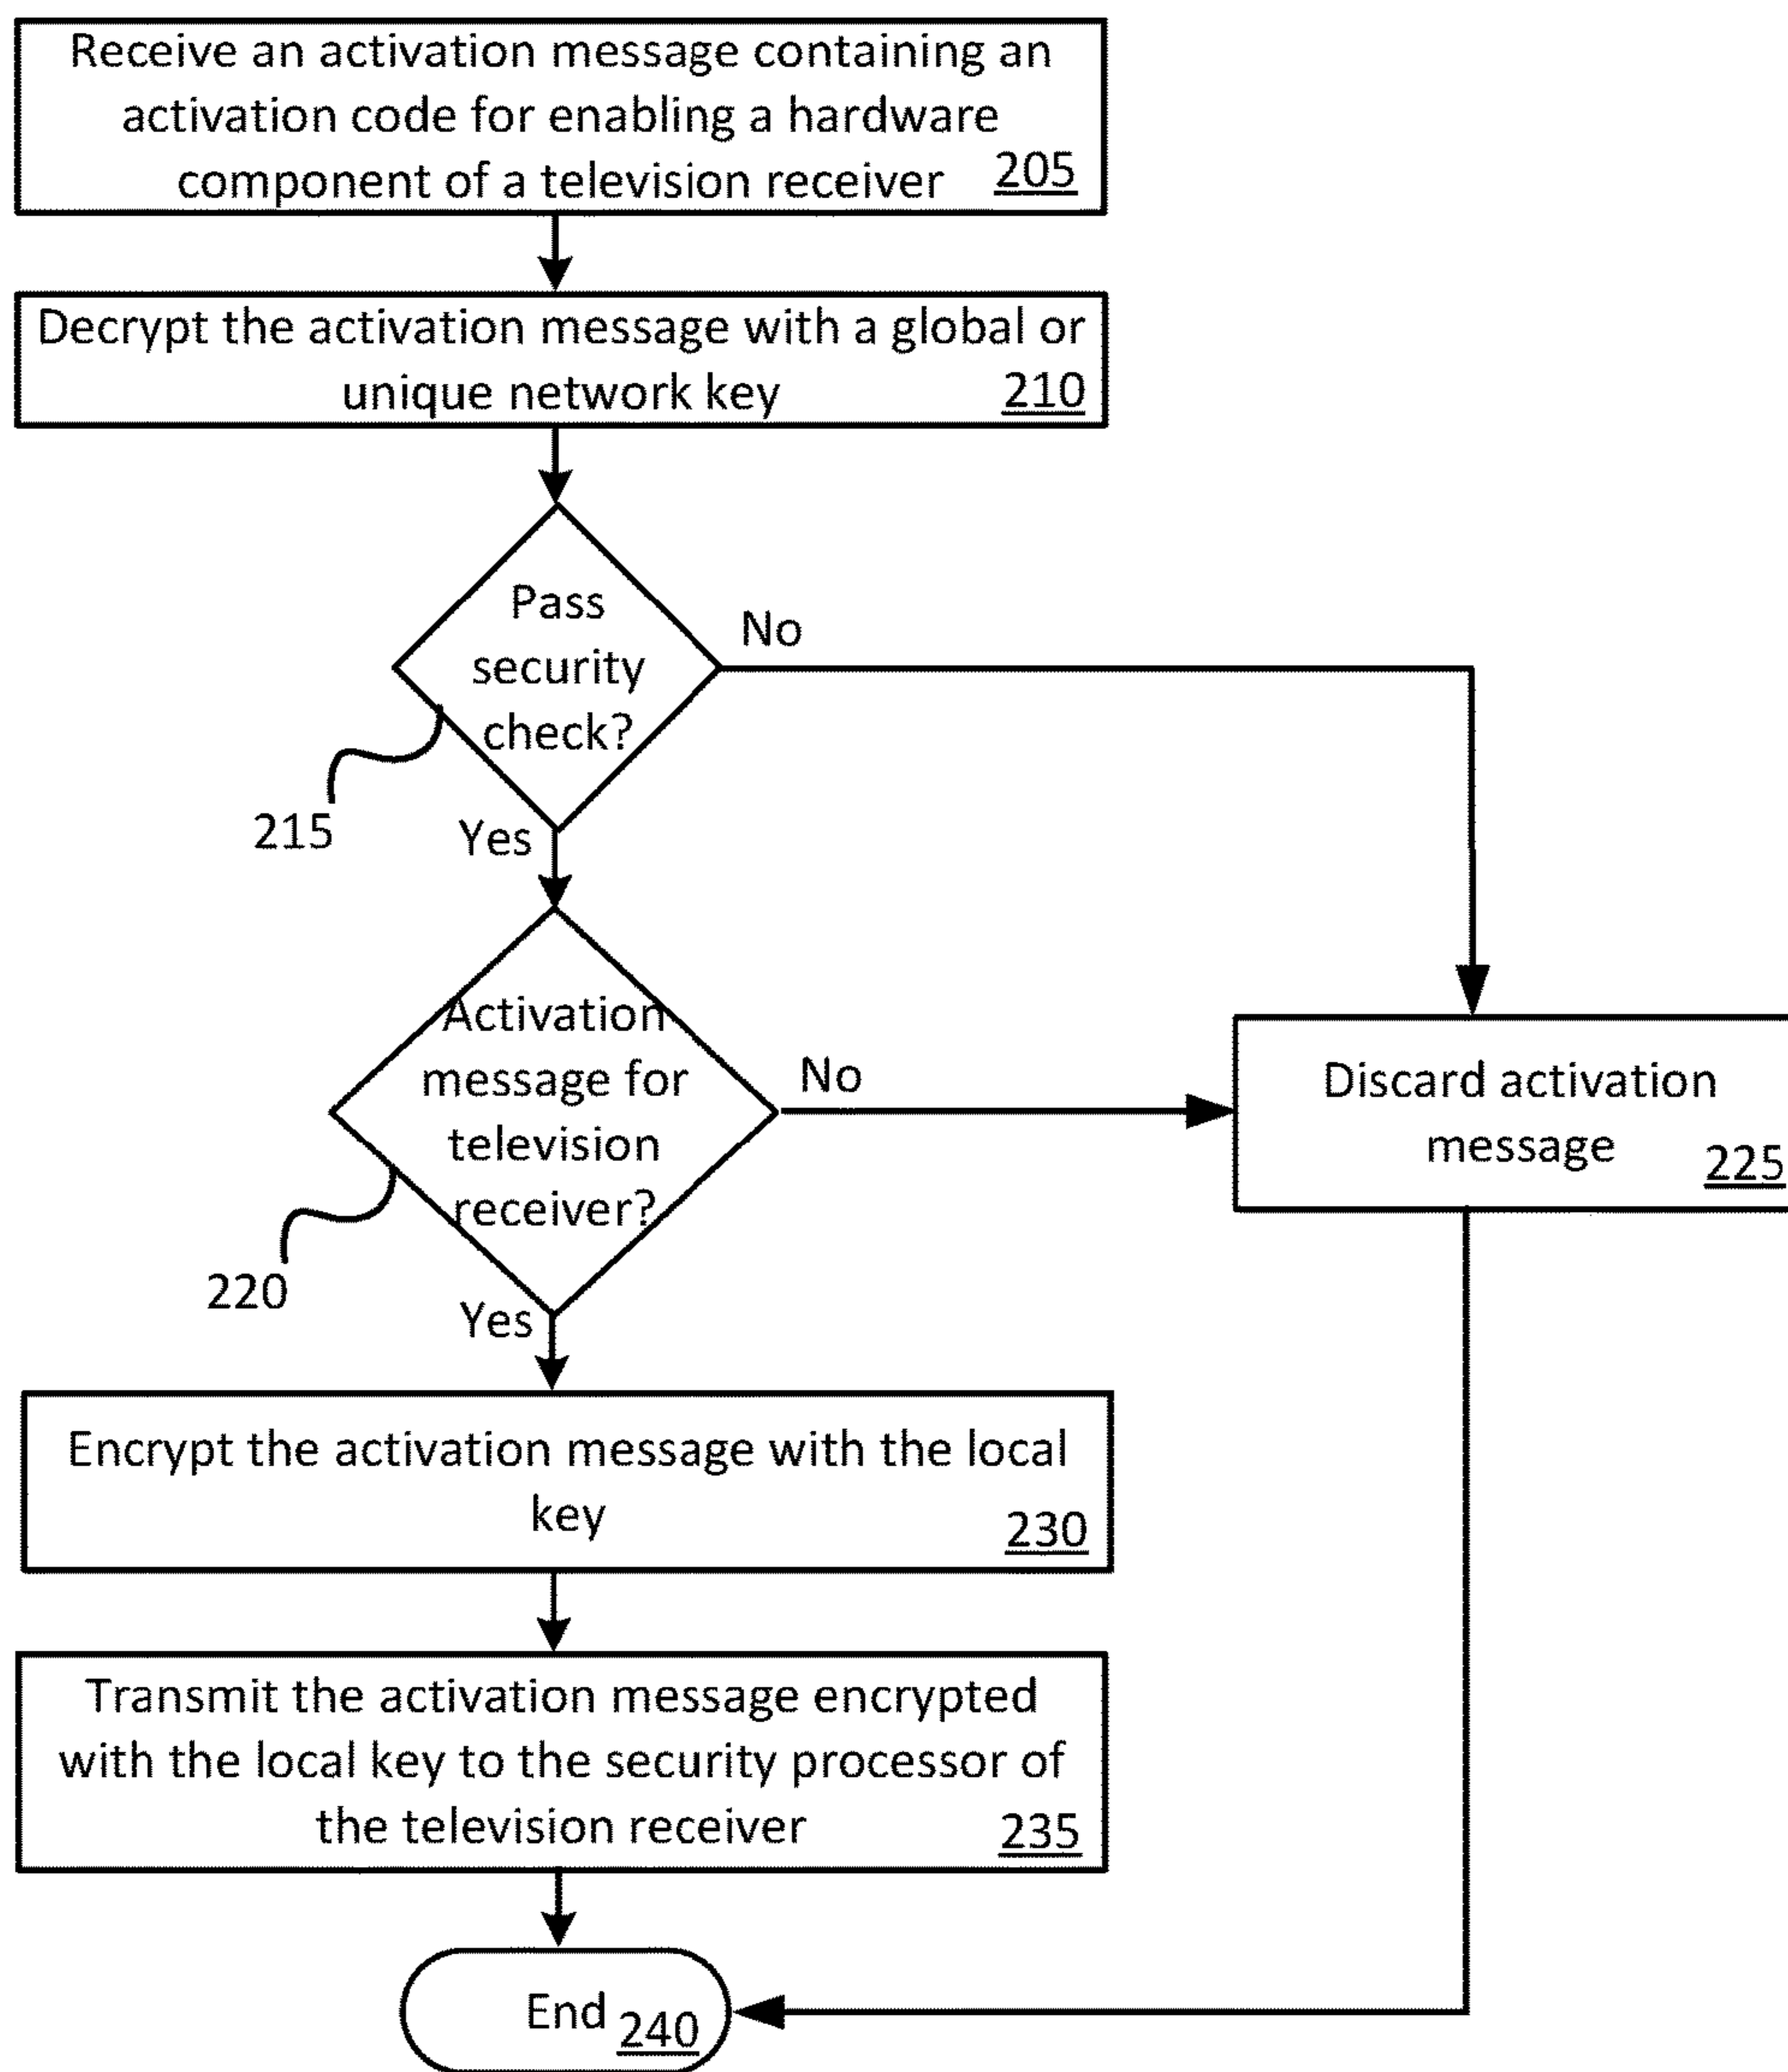 Receive an activation message containing an
activation code for enabling a hardware
component of a television receiver 205
Decrypt the activation message with a global or
unique network key 210
Pass
security
check?
No
215
Yes
Activation
message for
television
receiver?
No
220
Yes
Discard activation
message 225
Encrypt the activation message with the local
key 230
Transmit the activation message encrypted
with the local key to the security processor of
the television receiver 235
End 240